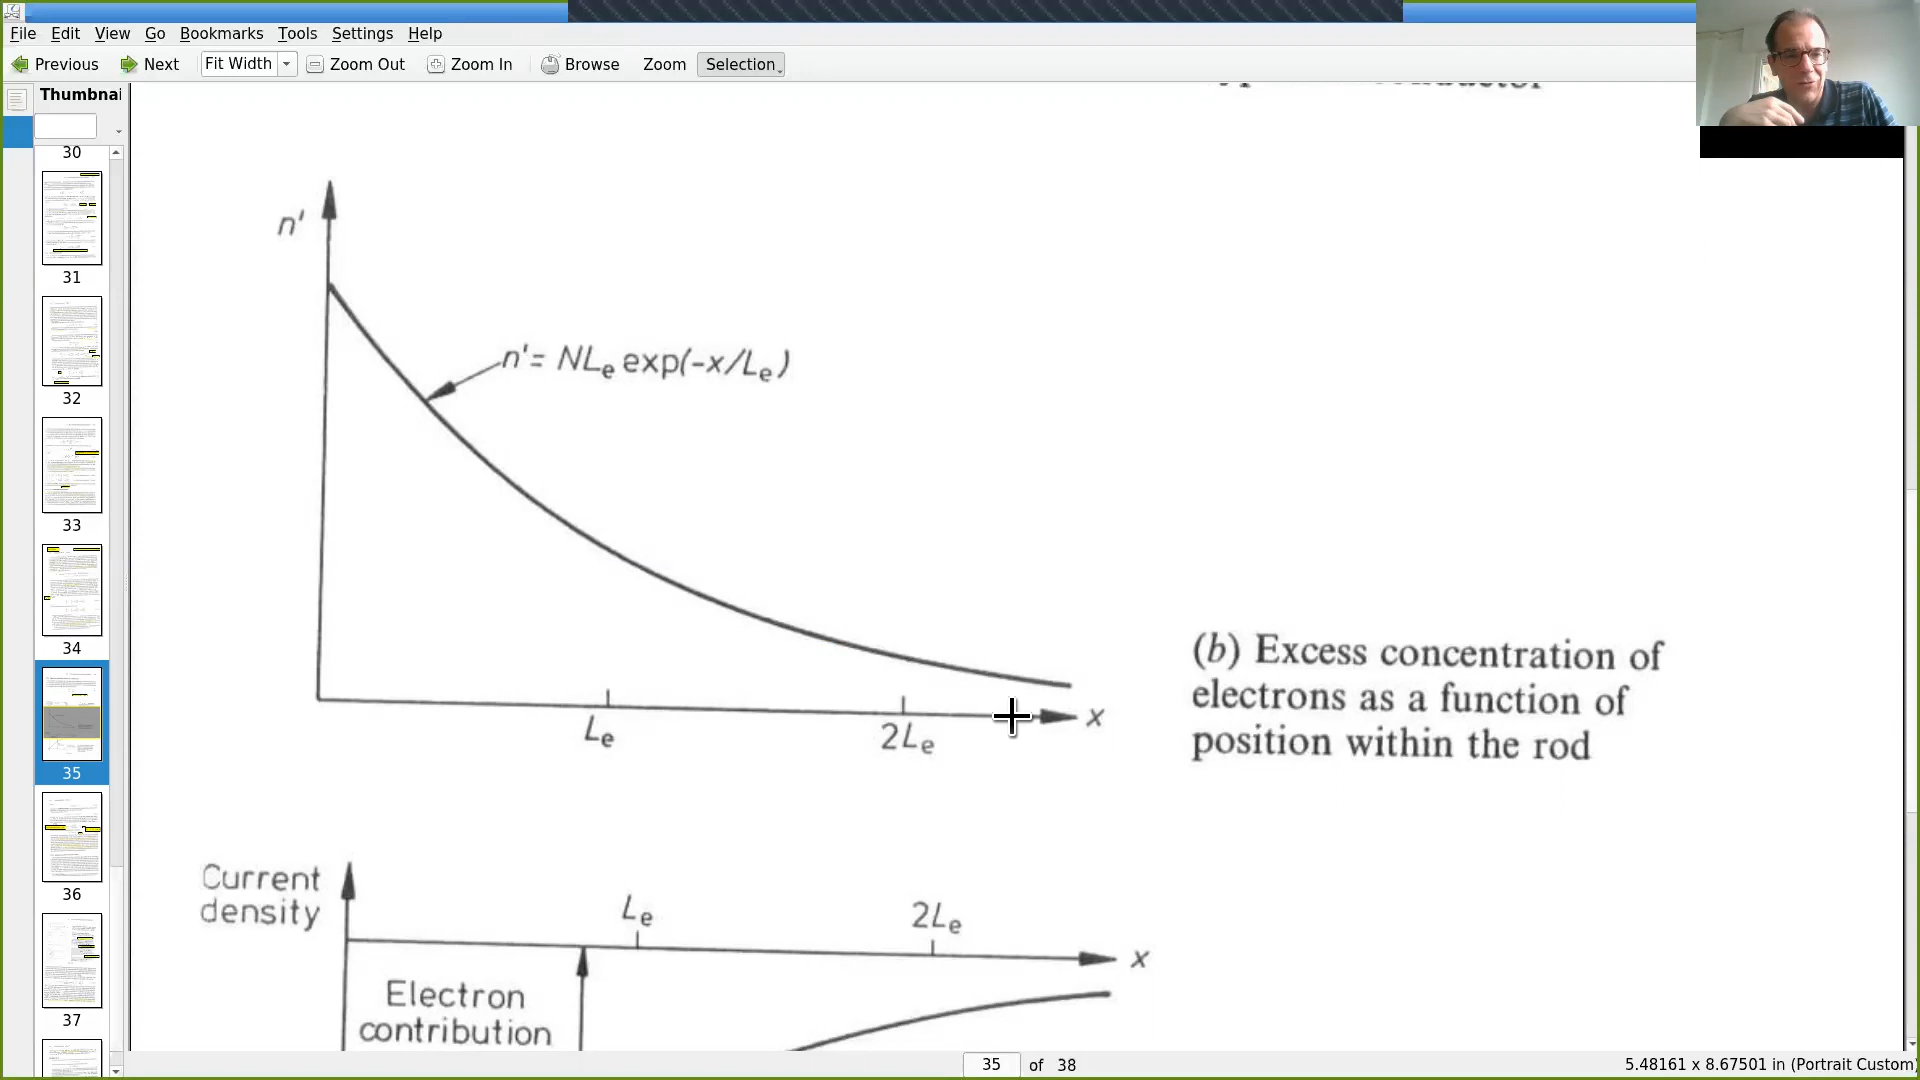 File Edit View Go Bookmarks Tools Settings Help
Previous Next Fit Width Zoom Out Zoom In Browse Zoom Selection
Thumbnai
30
31
32
33
34
35
36
37
n'
n' = NLₑ exp(-x/Lₑ)
Lₑ
2Lₑ
x
(b) Excess concentration of
electrons as a function of
position within the rod
Current
density
Lₑ
2Lₑ
x
Electron
contribution
35 of 38
5.48161 x 8.67501 in (Portrait Custom)